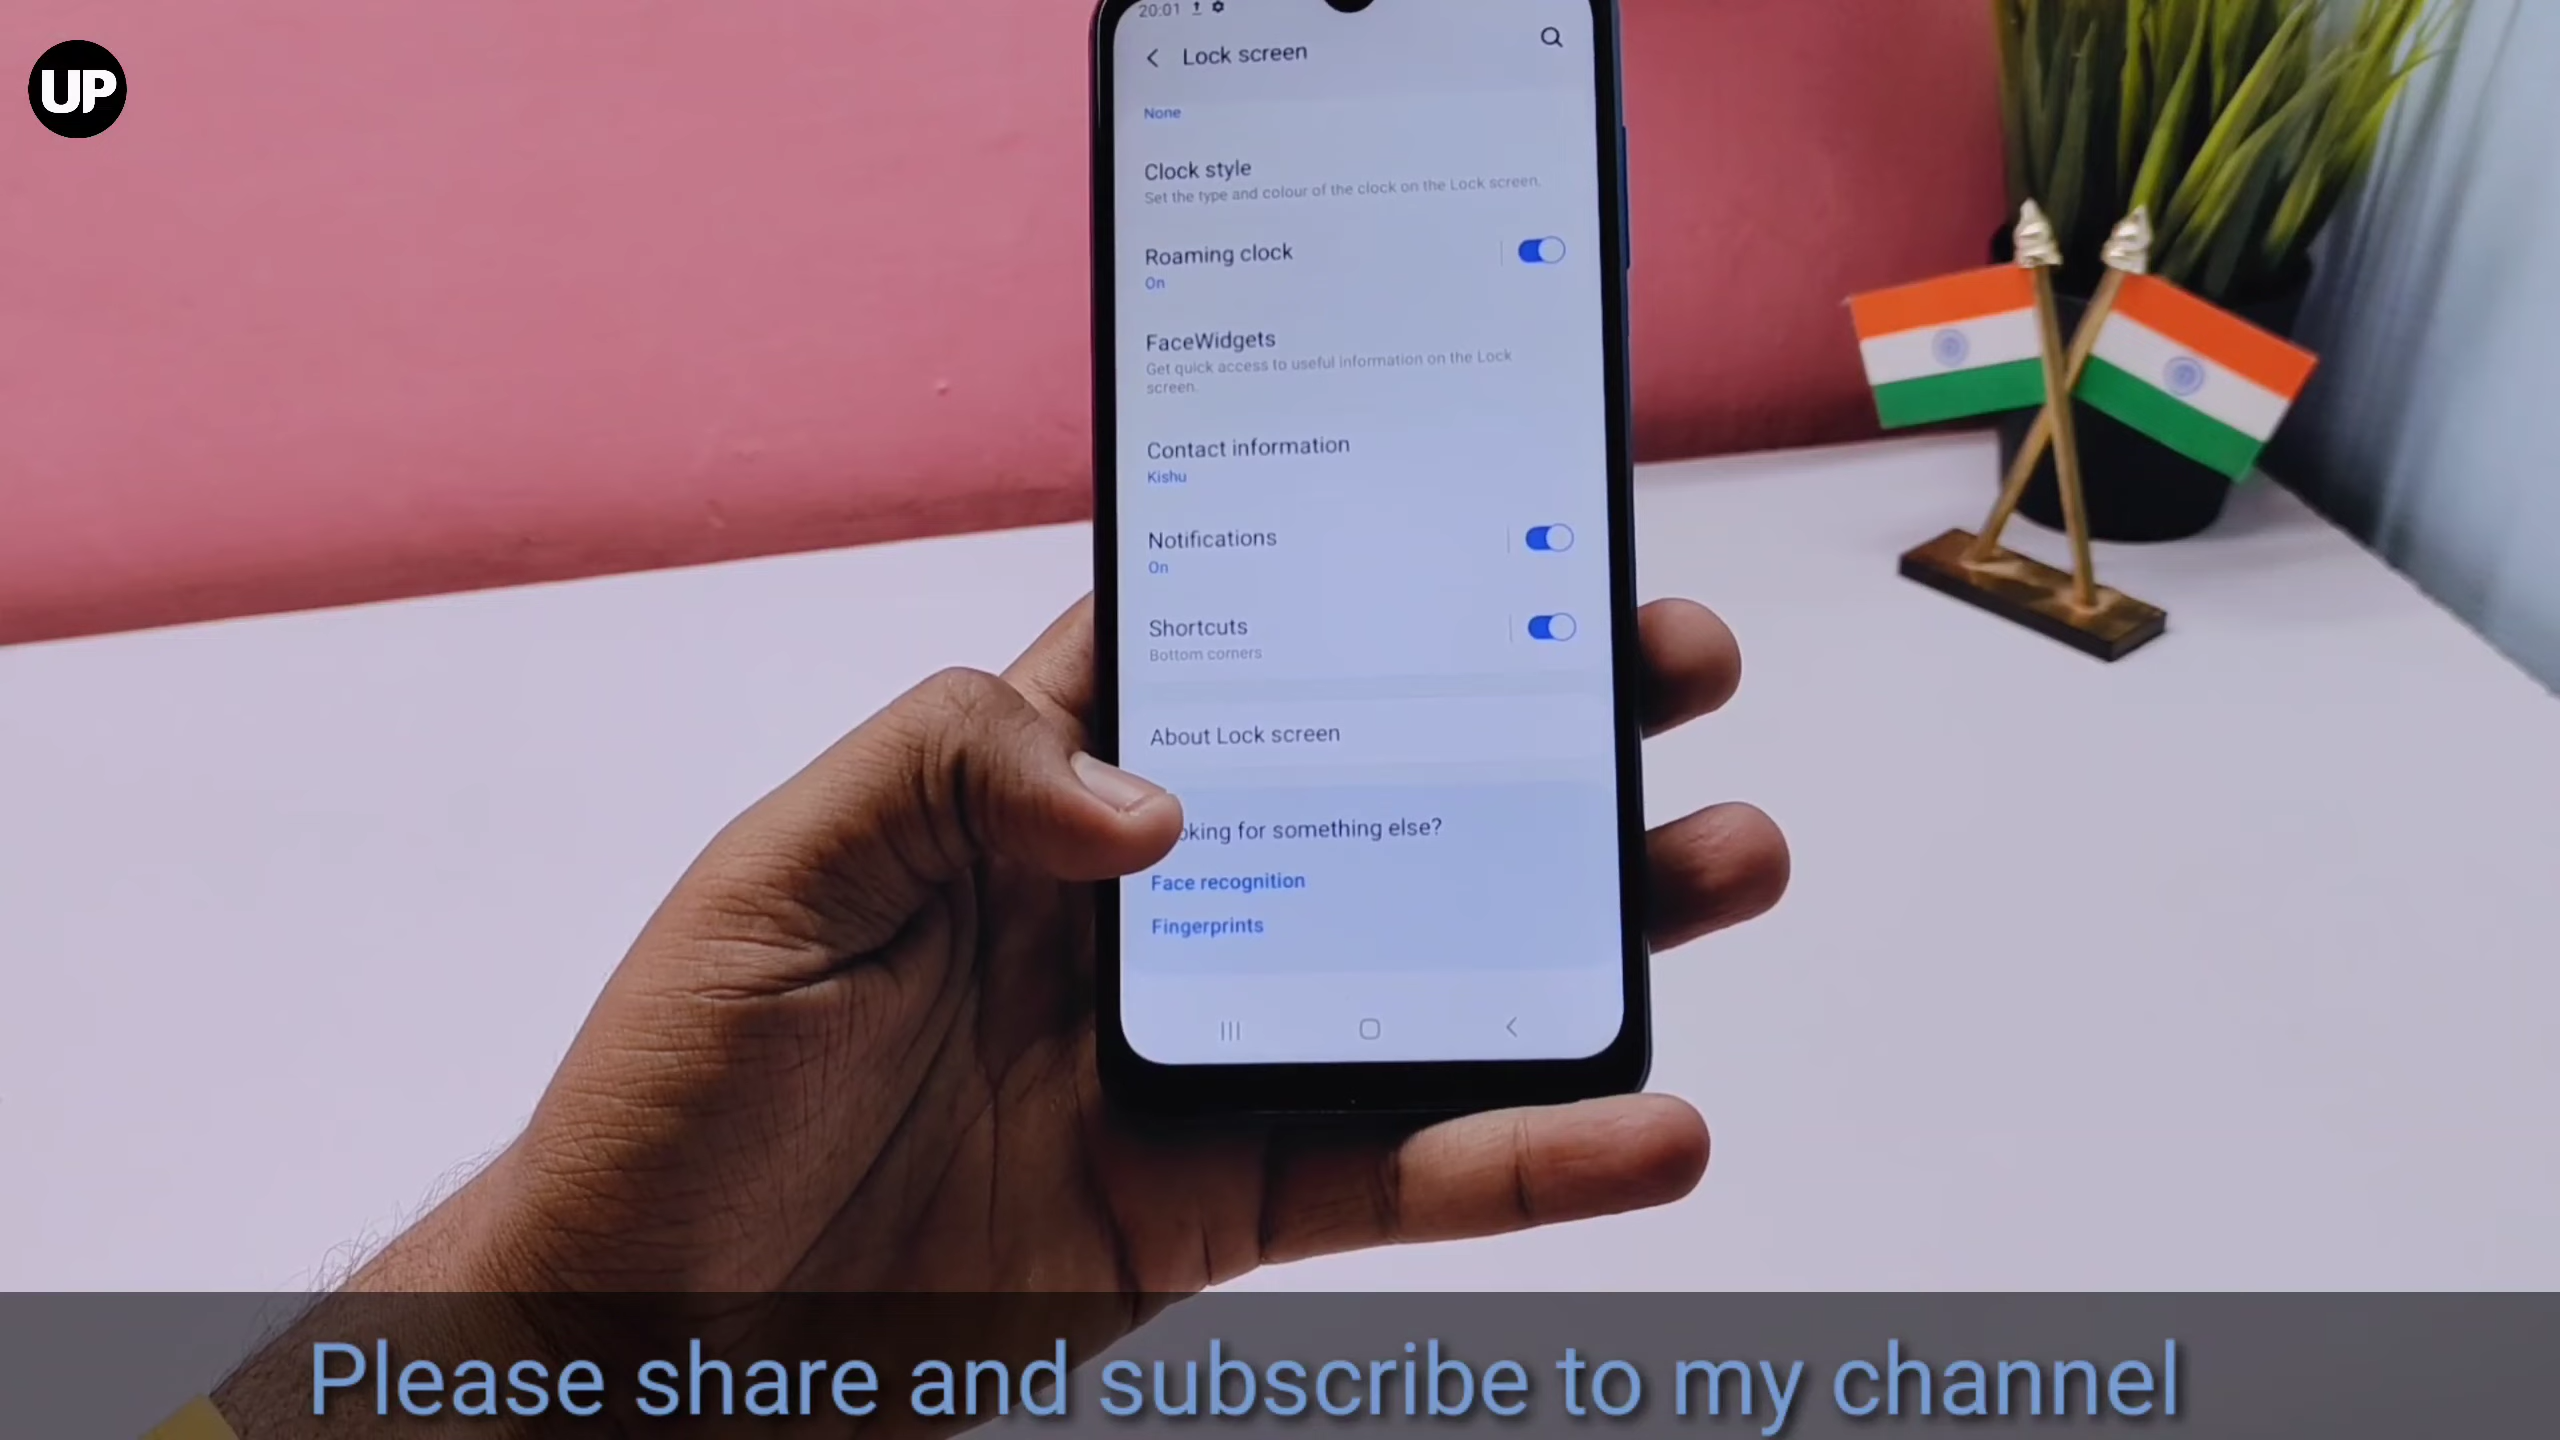 UP
20:01
Lock screen
None
Clock style
Set the type and colour of the clock on the Lock screen.
Roaming clock
On
FaceWidgets
Get quick access to useful information on the Lock
screen.
Contact information
Kishu
Notifications
On
Shortcuts
Bottom corners
About Lock screen
oking for something else?
Face recognition
Fingerprints
Please share and subscribe to my channel